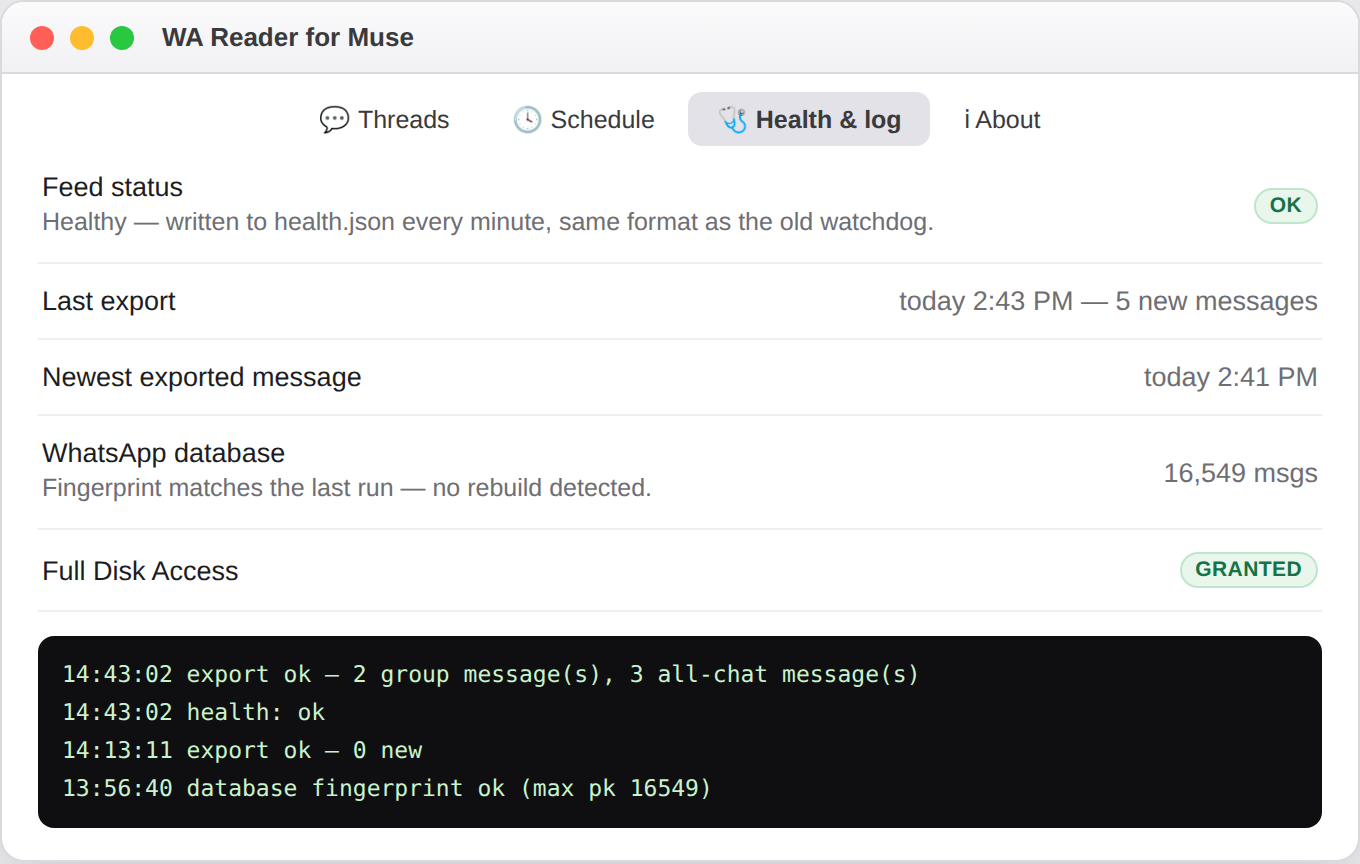 WA Reader for Muse
💬 Threads 🕓 Schedule 🩺 Health & log i About
Feed status
Healthy — written to health.json every minute, same format as the old watchdog.
OK
Last export today 2:43 PM — 5 new messages
Newest exported message today 2:41 PM
WhatsApp database
Fingerprint matches the last run — no rebuild detected.
16,549 msgs
Full Disk Access GRANTED
14:43:02 export ok — 2 group message(s), 3 all-chat message(s)
14:43:02 health: ok
14:13:11 export ok — 0 new
13:56:40 database fingerprint ok (max pk 16549)